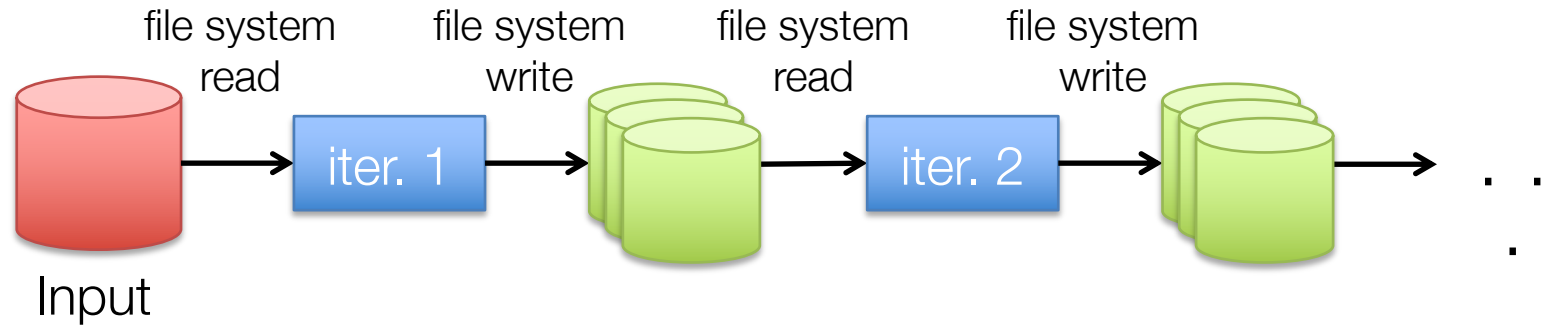 file system
read
file system
write
file system
read
file system
write
iter. 1
iter. 2
. .
.
Input